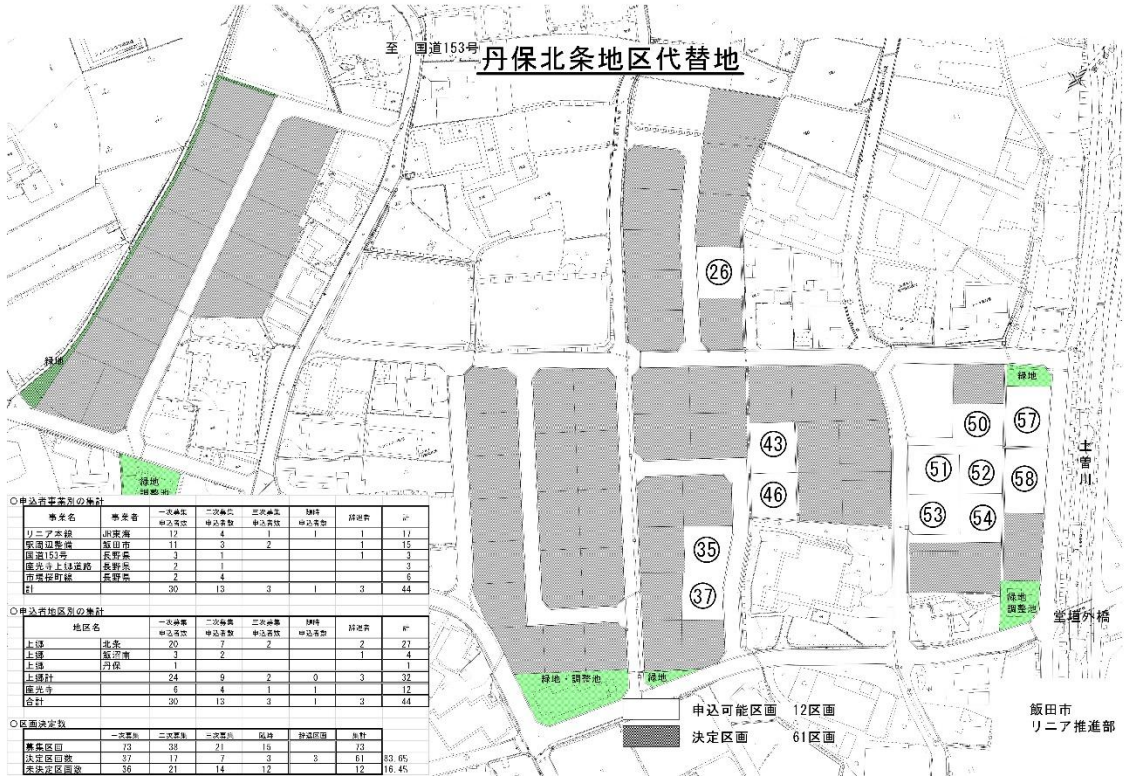 至 国道153号
丹保北条地区代替地
26
緑地
緑地
50
57
43
51
52
58
46
53
54
土曽川
緑地
調整池
35
37
緑地
調整池
堂垣外橋
緑地・調整池
緑地
申込可能区画 12区画
決定区画 61区画
飯田市
リニア推進部
○申込者事業別の集計
事業名 事業者 一次募集申込者数 二次募集申込者数 三次募集申込者数 随時申込者数 辞退者 計
リニア本線 JR東海 12 4 1 1 1 17
駅周辺整備 飯田市 11 3 2 1 15
国道153号 長野県 3 1 1 3
座光寺上郷道路 長野県 2 1 3
市場桜町線 長野県 2 4 6
計 30 13 3 1 3 44
○申込者地区別の集計
地区名 一次募集申込者数 二次募集申込者数 三次募集申込者数 随時申込者数 辞退者 計
上郷 北条 20 7 2 2 27
上郷 飯沼南 3 2 1 4
上郷 丹保 1 1
上郷計 24 9 2 0 3 32
座光寺 6 4 1 1 12
合計 30 13 3 1 3 44
○区画決定数
一次募集 二次募集 三次募集 随時 辞退区画 集計
募集区画 73 38 21 15 73
決定区画数 37 17 7 3 3 61 83.6%
未決定区画数 36 21 14 12 12 16.4%